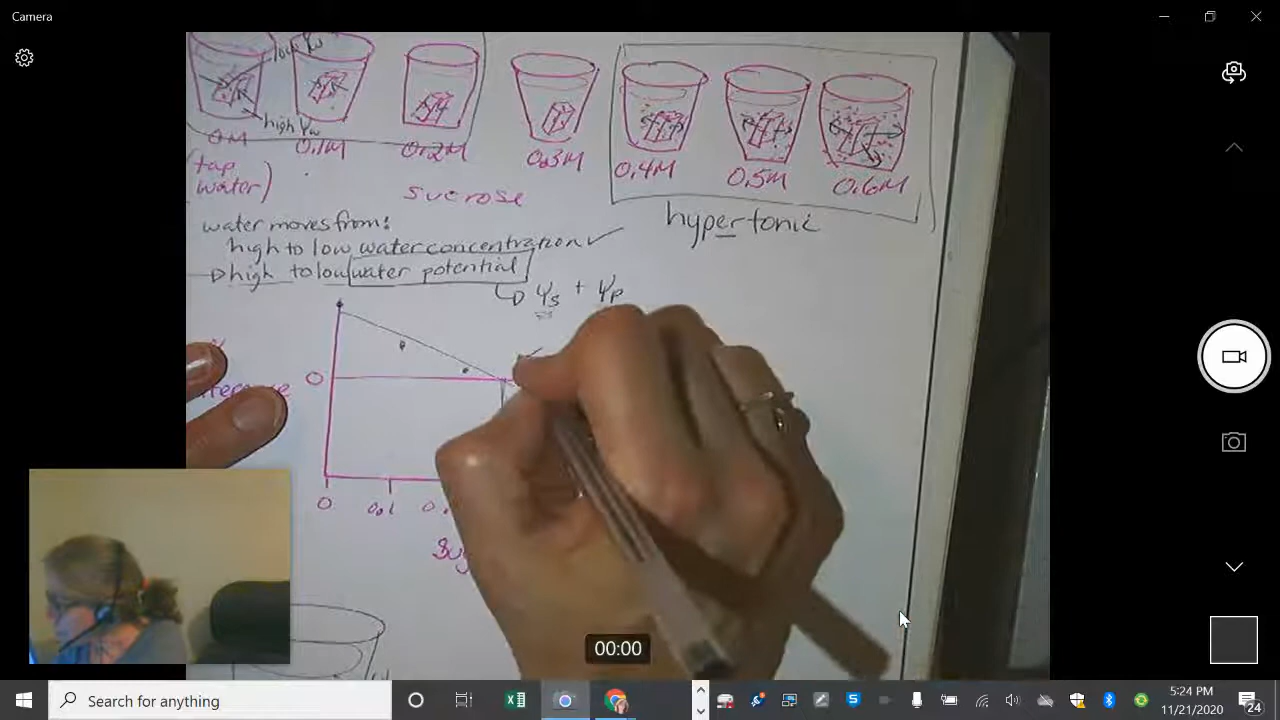 Camera
low Ψw
high Ψw
0M
0.1M
0.2M
0.3M
0.4M
0.5M
0.6M
(tap
water)
sucrose
hypertonic
water moves from:
high to low water concentration ✓
→ high to low water potential
↳ Ψs + Ψp
0
0
0.1
00:00
Search for anything
5:24 PM
11/21/2020
24